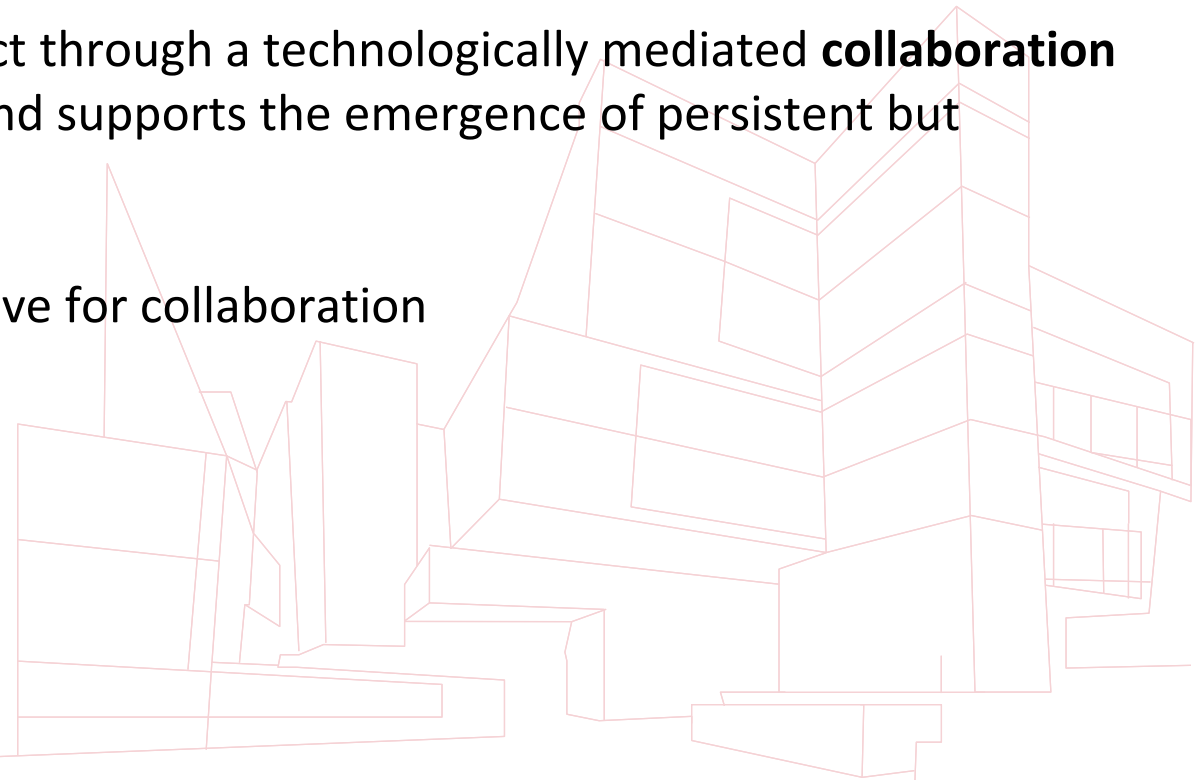 ct through a technologically mediated collaboration
nd supports the emergence of persistent but
ve for collaboration